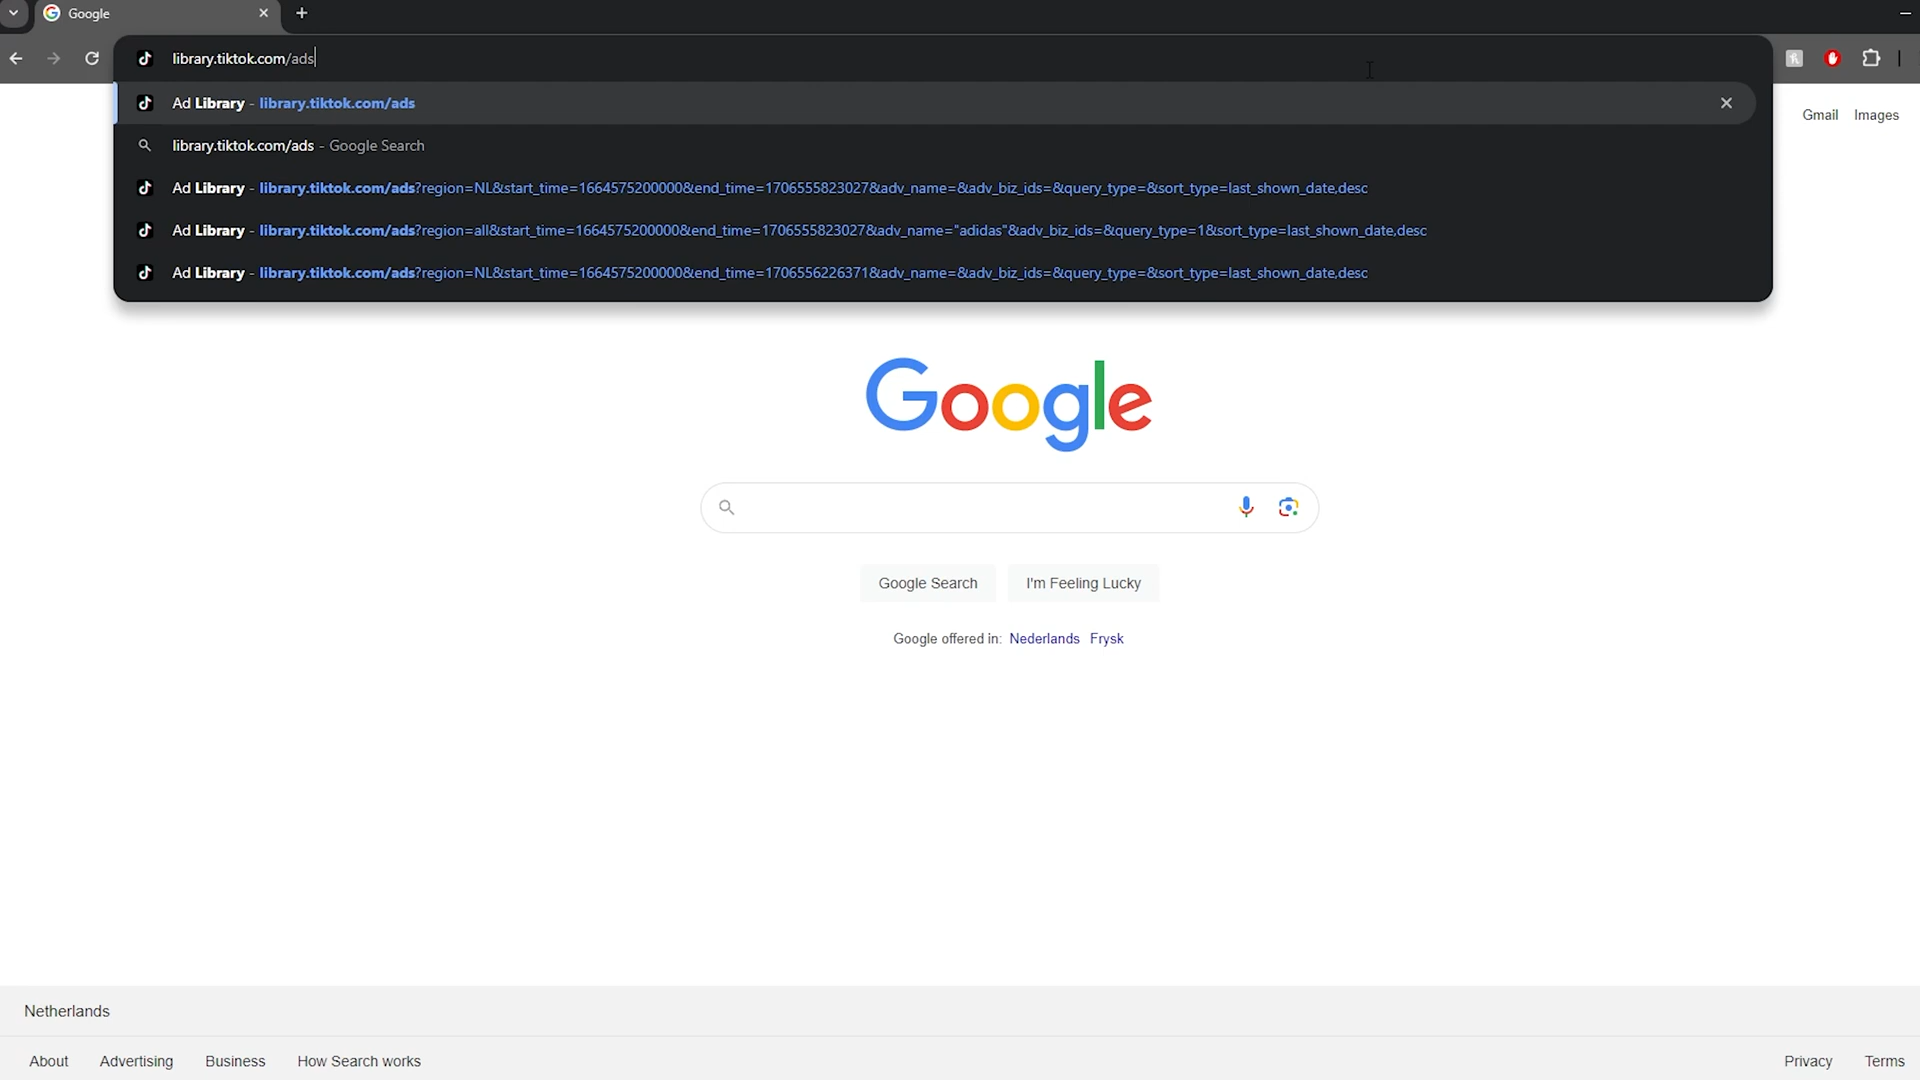 Google
library.tiktok.com/ads
Ad Library - library.tiktok.com/ads
library.tiktok.com/ads - Google Search
Ad Library - library.tiktok.com/ads?region=NL&start_time=1664575200000&end_time=1706555823027&adv_name=&adv_biz_ids=&query_type=&sort_type=last_shown_date,desc
Ad Library - library.tiktok.com/ads?region=all&start_time=1664575200000&end_time=1706555823027&adv_name="adidas"&adv_biz_ids=&query_type=1&sort_type=last_shown_date,desc
Ad Library - library.tiktok.com/ads?region=NL&start_time=1664575200000&end_time=1706556226371&adv_name=&adv_biz_ids=&query_type=&sort_type=last_shown_date,desc
Gmail Images
Google
Google Search I'm Feeling Lucky
Google offered in: Nederlands Frysk
Netherlands
About Advertising Business How Search works Privacy Terms